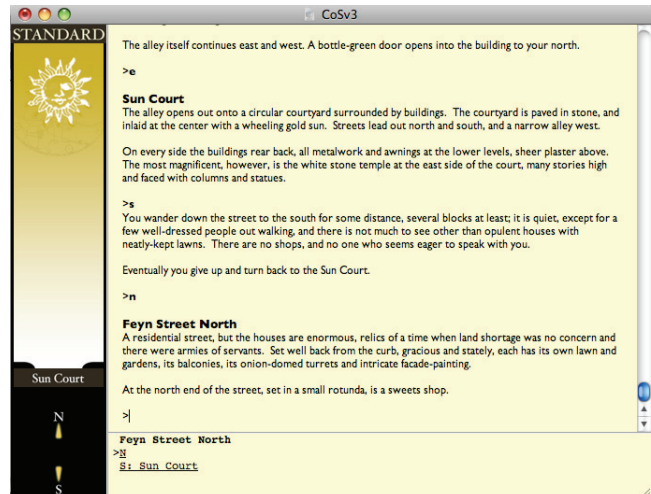 CoSv3
STANDARD
The alley itself continues east and west. A bottle-green door opens into the building to your north.
>e
Sun Court
The alley opens out onto a circular courtyard surrounded by buildings. The courtyard is paved in stone, and
inlaid at the center with a wheeling gold sun. Streets lead out north and south, and a narrow alley west.
On every side the buildings rear back, all metalwork and awnings at the lower levels, sheer plaster above.
The most magnificent, however, is the white stone temple at the east side of the court, many stories high
and faced with columns and statues.
>s
You wander down the street to the south for some distance, several blocks at least; it is quiet, except for a
few well-dressed people out walking, and there is not much to see other than opulent houses with
neatly-kept lawns. There are no shops, and no one who seems eager to speak with you.
Eventually you give up and turn back to the Sun Court.
>n
Feyn Street North
A residential street, but the houses are enormous, relics of a time when land shortage was no concern and
there were armies of servants. Set well back from the curb, gracious and stately, each has its own lawn and
gardens, its balconies, its onion-domed turrets and intricate facade-painting.
At the north end of the street, set in a small rotunda, is a sweets shop.
>
Sun Court
N
S
Feyn Street North
>N
S: Sun Court